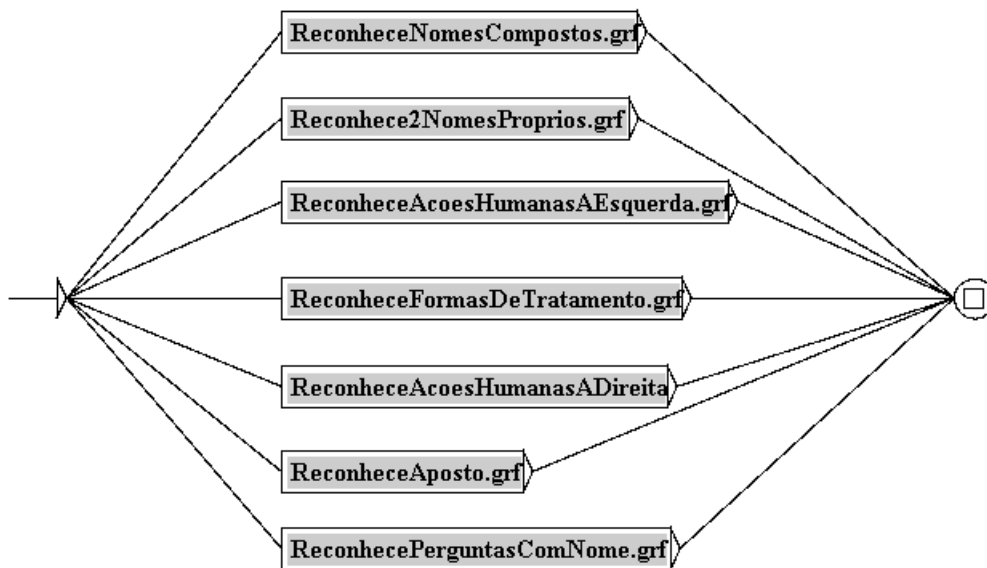 ReconheceNomesCompostos.grf
Reconhece2NomesProprios.grf
ReconheceAcoesHumanasAEsquerda.grf
ReconheceFormasDeTratamento.grf
ReconheceAcoesHumanasADireita
ReconheceAposto.grf
ReconhecePerguntasComNome.grf